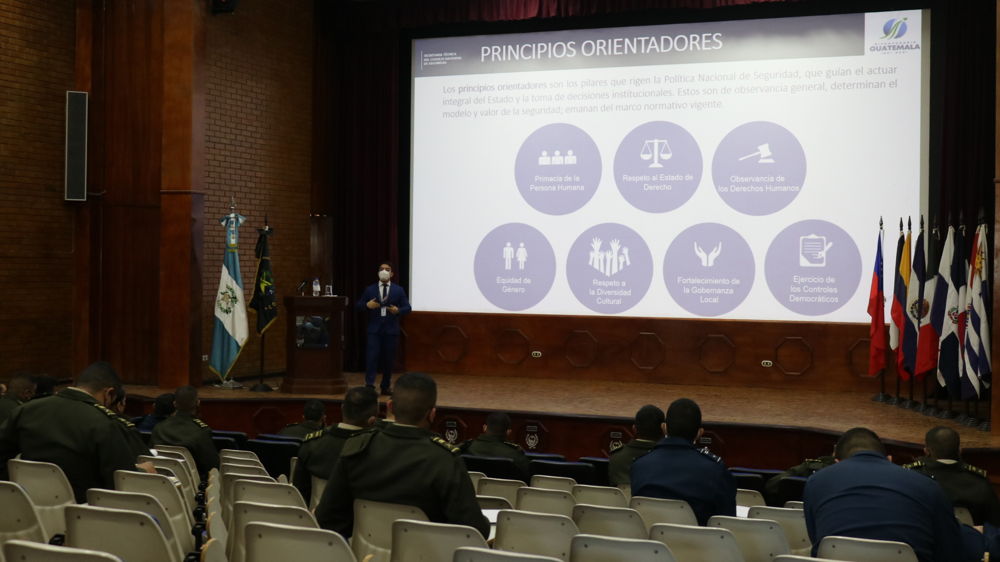 SECRETARIA TÉCNICA
DEL CONSEJO NACIONAL
DE SEGURIDAD
PRINCIPIOS ORIENTADORES
BICENTENARIO
GUATEMALA
1821-2021
Los principios orientadores son los pilares que rigen la Política Nacional de Seguridad, que guían el actuar
integral del Estado y la toma de decisiones institucionales. Estos son de observancia general, determinan el
modelo y valor de la seguridad; emanan del marco normativo vigente.
Primacía de la
Persona Humana
Respeto al Estado de
Derecho
Observancia de
los Derechos Humanos
Equidad de
Género
Respeto a
la Diversidad
Cultural
Fortalecimiento de
la Gobernanza
Local
Ejercicio de
los Controles
Democráticos